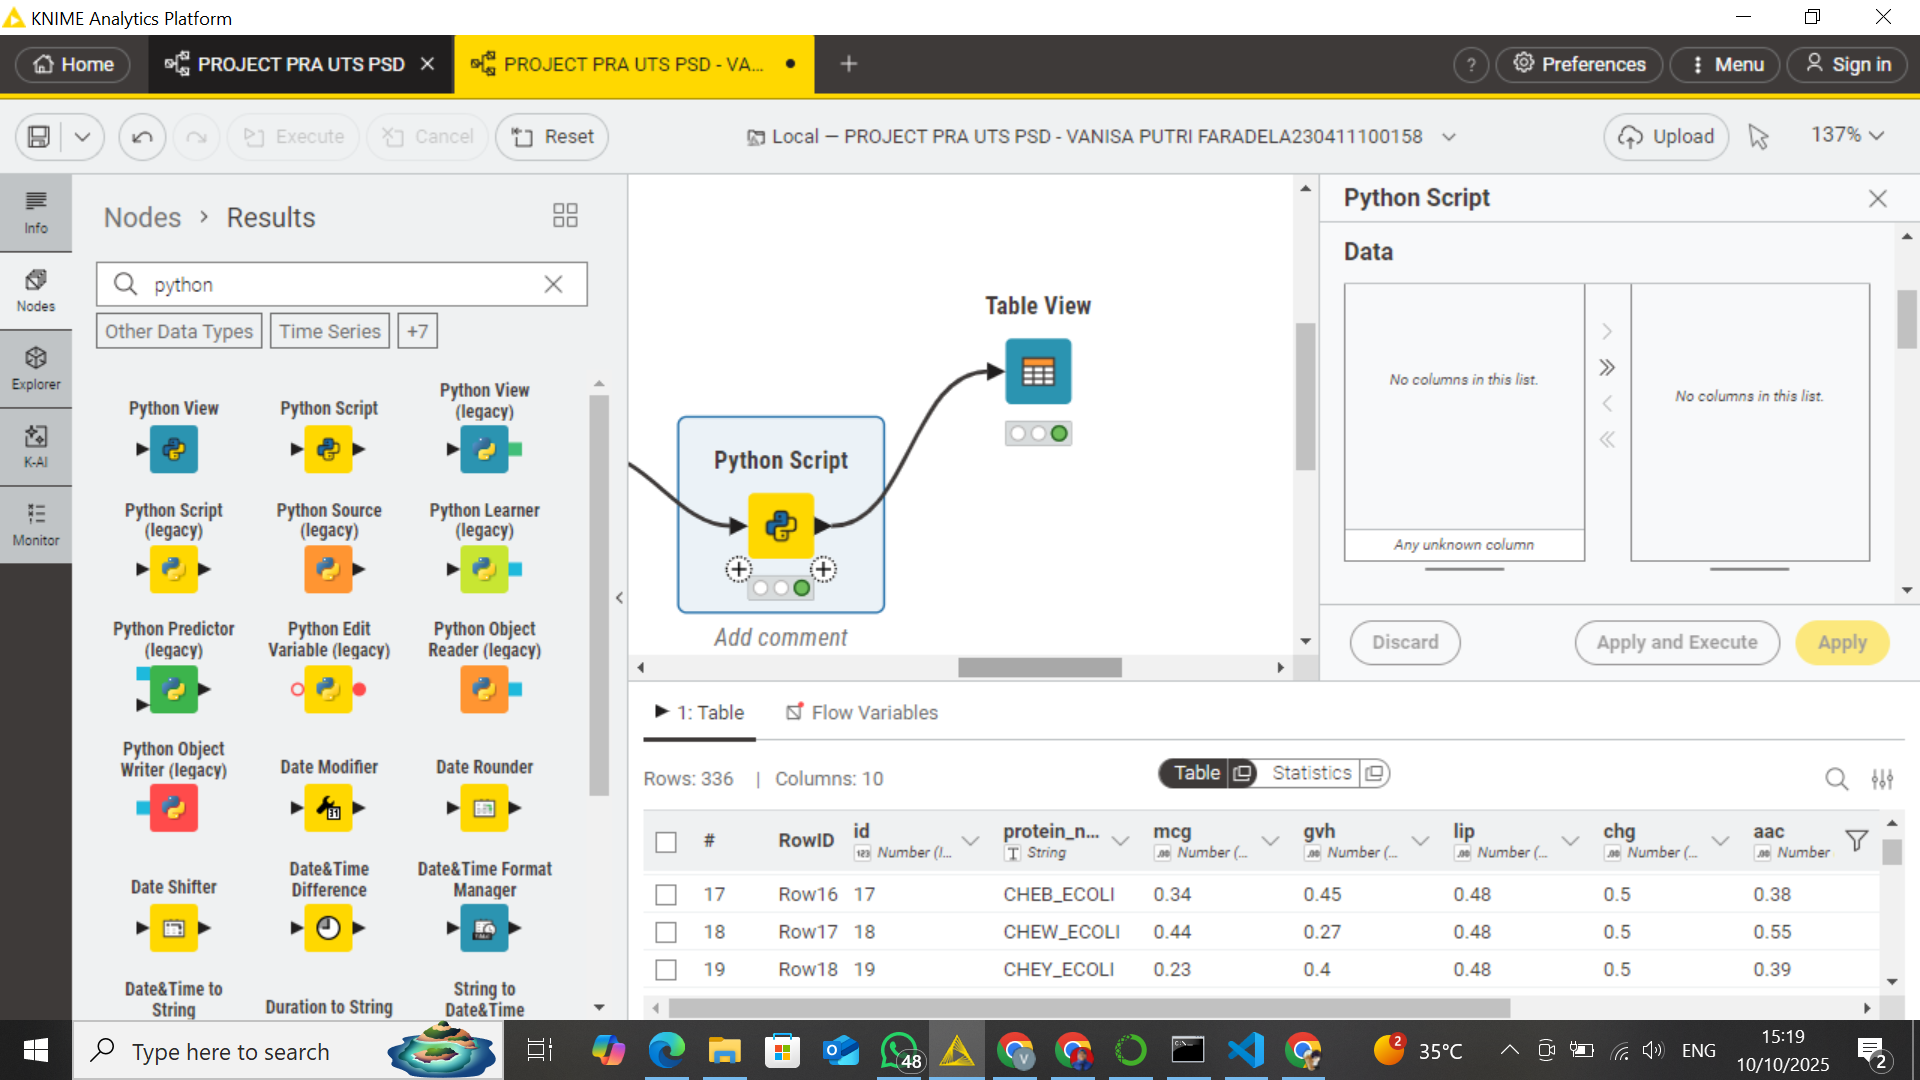 KNIME Analytics Platform
Home
PROJECT PRA UTS PSD
PROJECT PRA UTS PSD - VA...
?
Preferences
Menu
Sign in
Execute
Cancel
Reset
Local — PROJECT PRA UTS PSD - VANISA PUTRI FARADELA230411100158
Upload
137%
Info
Nodes
Explorer
K-AI
Monitor
Nodes > Results
python
Other Data Types
Time Series
+7
Python View
Python Script
Python View
(legacy)
Python Script
(legacy)
Python Source
(legacy)
Python Learner
(legacy)
Python Predictor
(legacy)
Python Edit
Variable (legacy)
Python Object
Reader (legacy)
Python Object
Writer (legacy)
Date Modifier
Date Rounder
Date Shifter
Date&Time
Difference
Date&Time Format
Manager
Date&Time to
String
Duration to String
String to
Date&Time
Table View
Python Script
Add comment
Python Script
Data
No columns in this list.
Any unknown column
No columns in this list.
Discard
Apply and Execute
Apply
1: Table
Flow Variables
Rows: 336 | Columns: 10
Table
Statistics
# RowID id protein_n... mcg gvh lip chg aac
Number (I... String Number (... Number (... Number (... Number (... Number
17 Row16 17 CHEB_ECOLI 0.34 0.45 0.48 0.5 0.38
18 Row17 18 CHEW_ECOLI 0.44 0.27 0.48 0.5 0.55
19 Row18 19 CHEY_ECOLI 0.23 0.4 0.48 0.5 0.39
Type here to search
48
V
2
35°C
ENG
15:19
10/10/2025
2